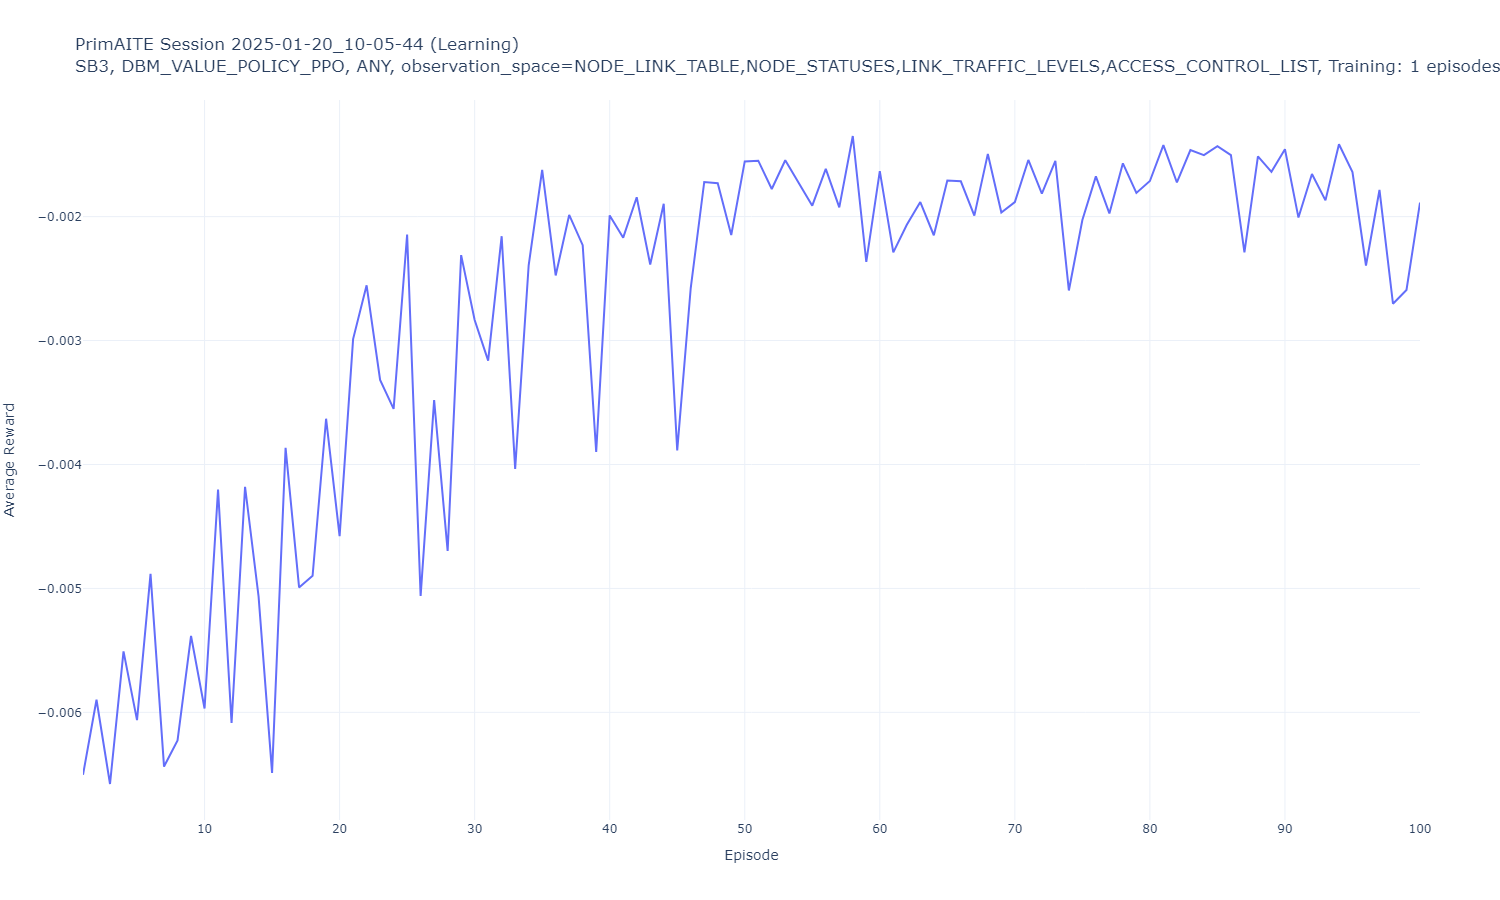 PrimAITE Session 2025-01-20_10-05-44 (Learning)
SB3, DBM_VALUE_POLICY_PPO, ANY, observation_space=NODE_LINK_TABLE,NODE_STATUSES,LINK_TRAFFIC_LEVELS,ACCESS_CONTROL_LIST, Training: 1 episodes
−0.002
−0.003
−0.004
−0.005
−0.006
Average Reward
10 20 30 40 50 60 70 80 90 100
Episode